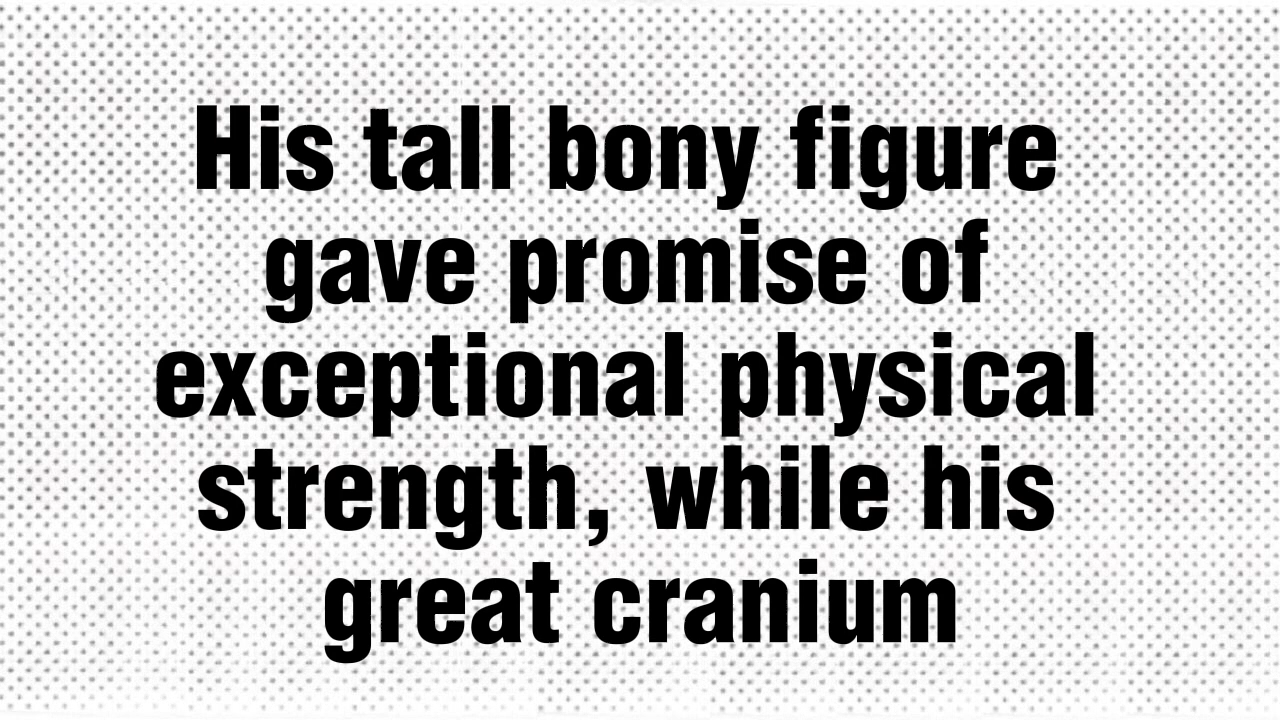 His tall bony figure
gave promise of
exceptional physical
strength, while his
great cranium